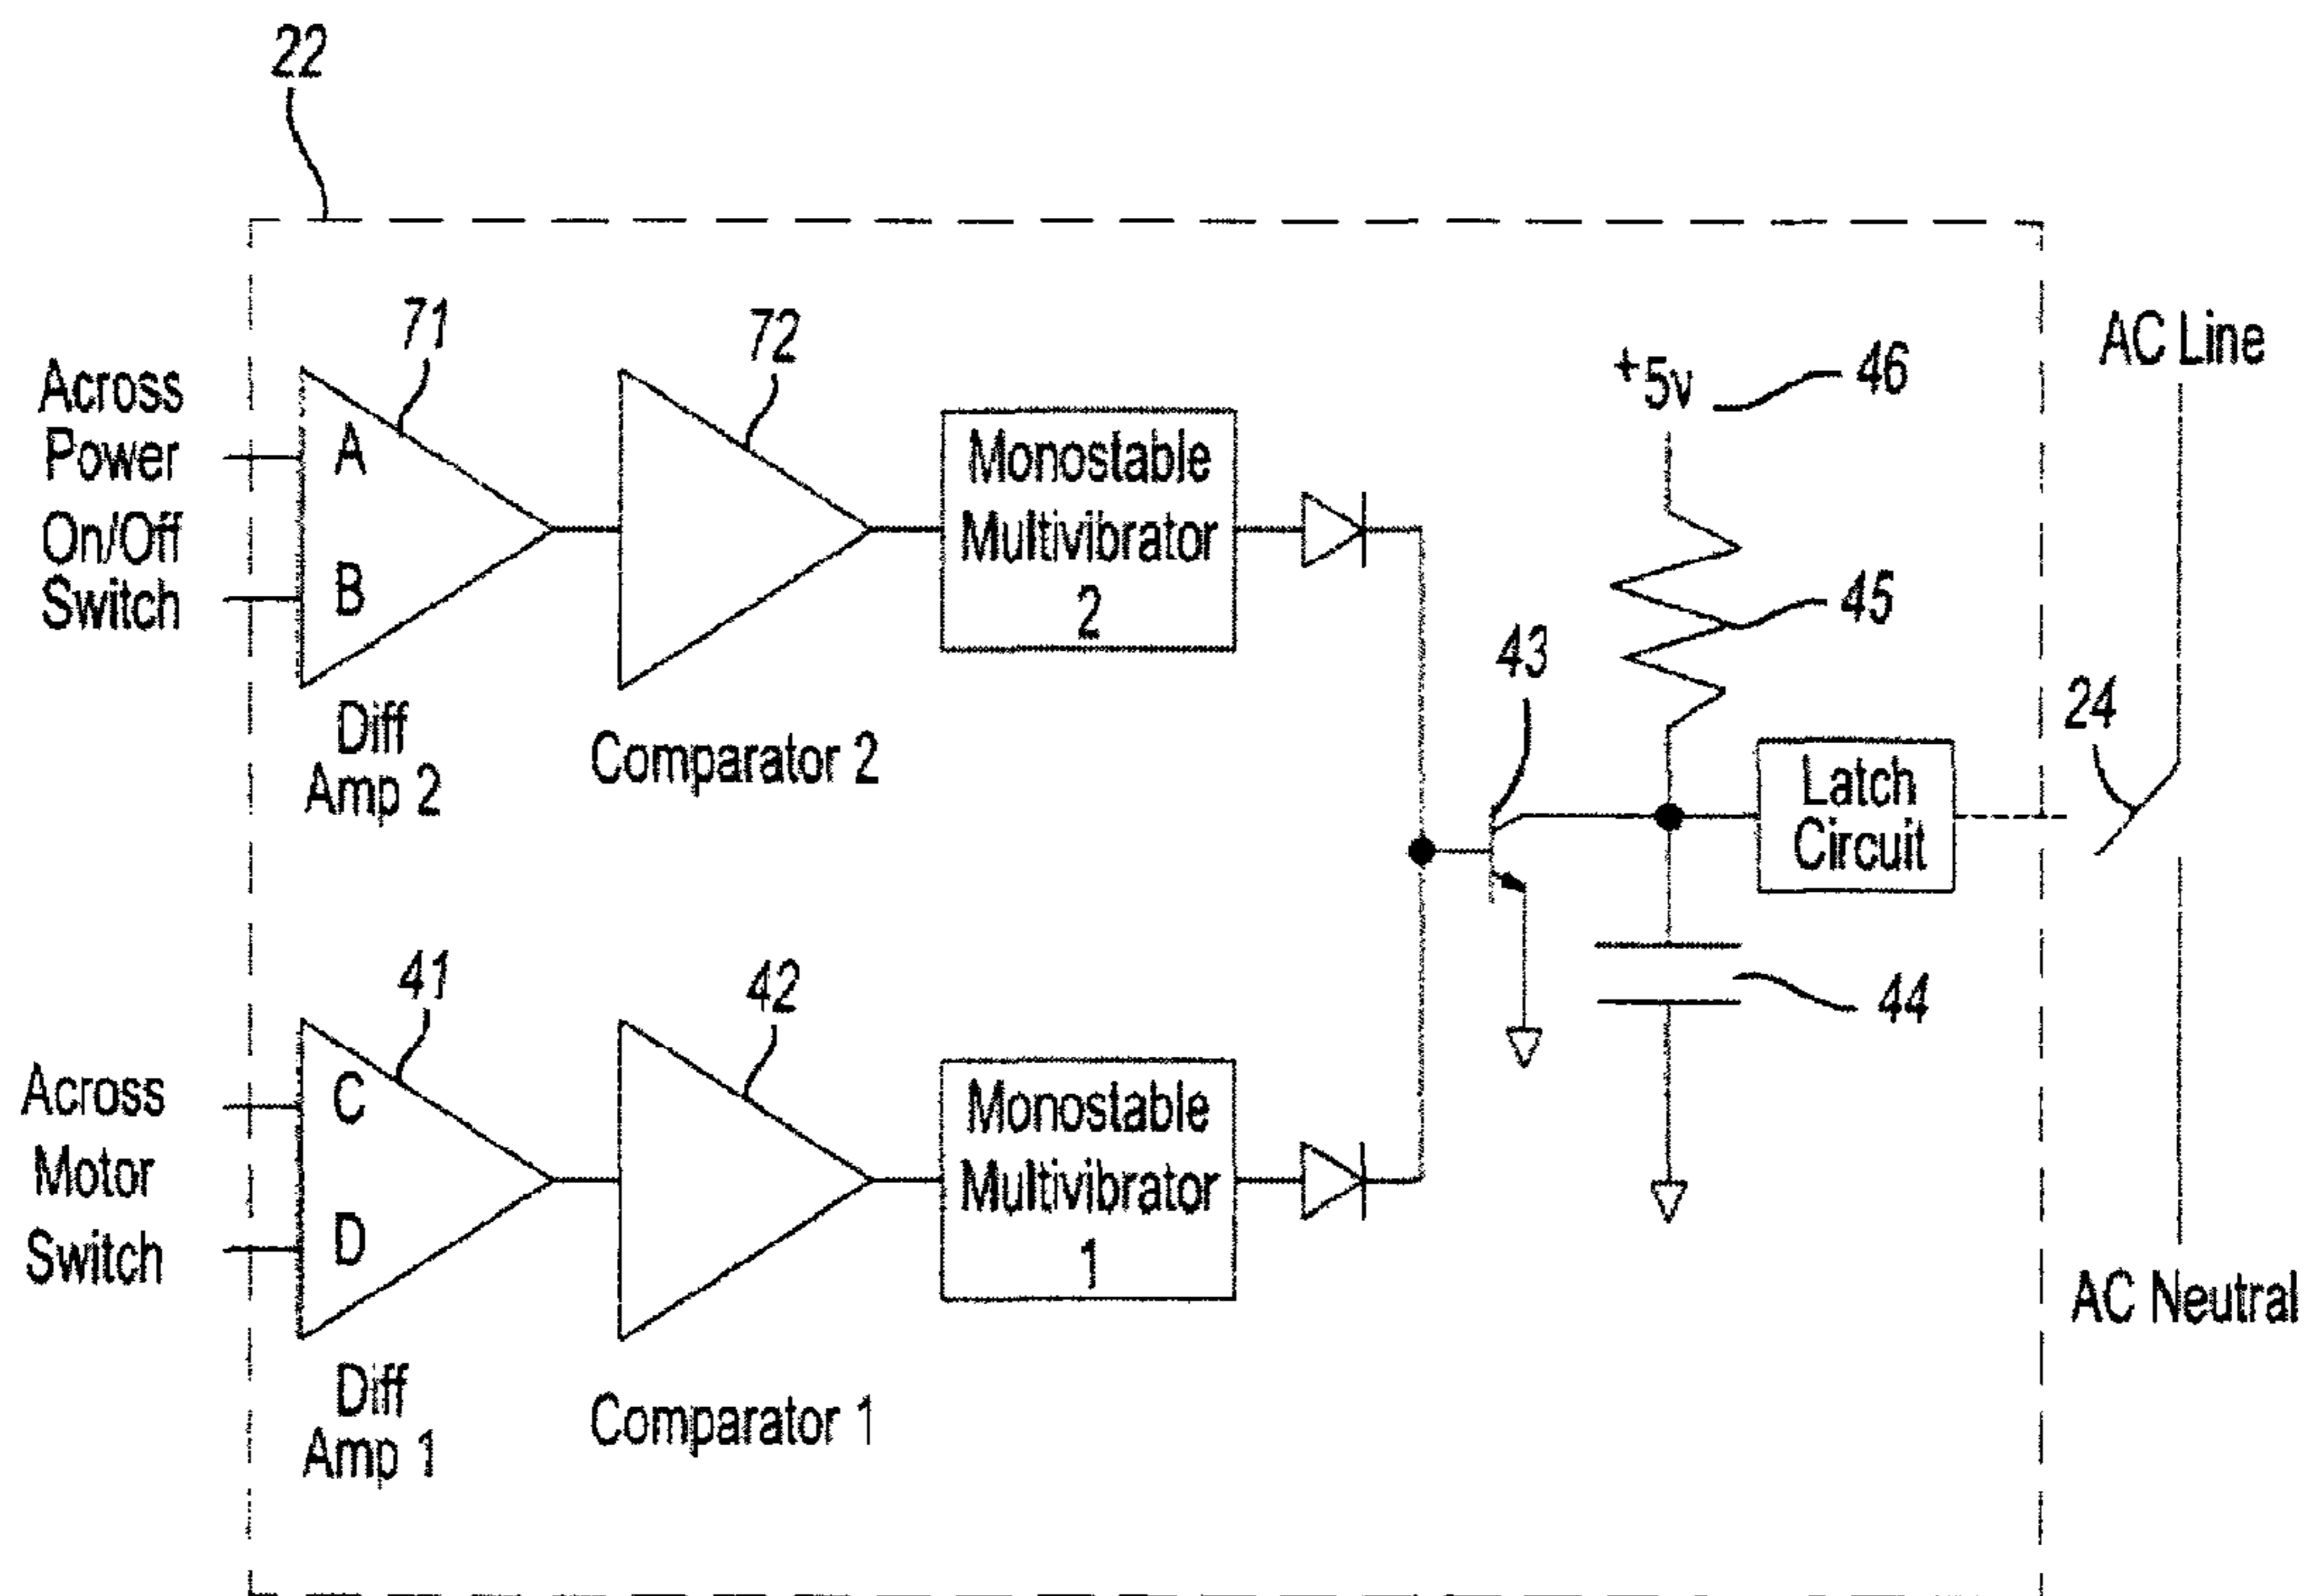 22
71
72
Across
Power
On/Off
Switch
A
B
Monostable
Multivibrator
2
Diff
Amp 2
Comparator 2
+5v
46
45
43
AC Line
24
Latch
Circuit
44
41
42
Across
Motor
Switch
C
D
Monostable
Multivibrator
1
Diff
Amp 1
Comparator 1
AC Neutral